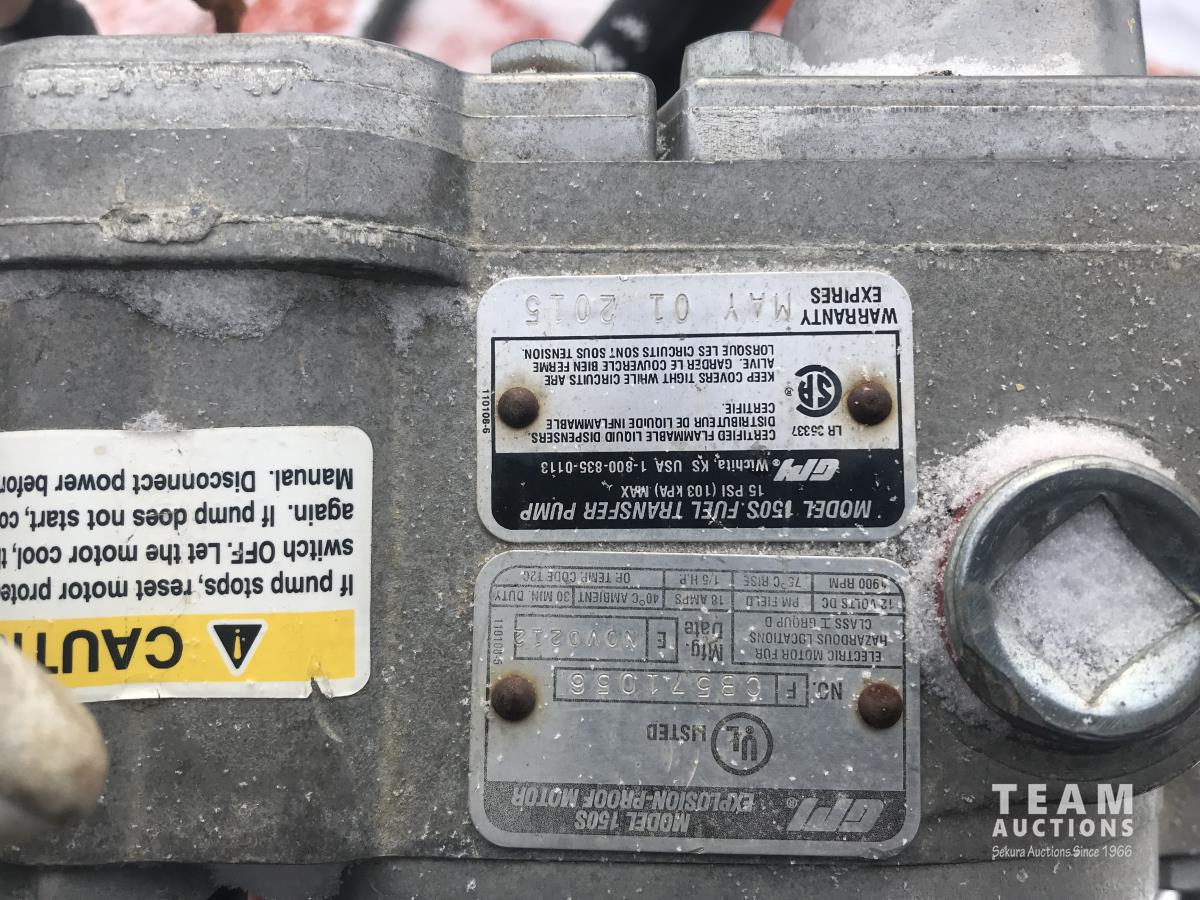 GPI®
MODEL 150S
EXPLOSION-PROOF MOTOR
UL
LISTED
NO. F CB571056
ELECTRIC MOTOR FOR
HAZARDOUS LOCATIONS
CLASS I GROUP D
Mfg. Date E NOV0212
12 VOLTS DC PM FIELD 18 AMPS 40°C AMBIENT 30 MIN. DUTY
1900 RPM 75°C RISE 1/5 H.P. OR TEMP. CODE T2C
110108-5
MODEL 150S FUEL TRANSFER PUMP
15 PSI (103 KPA) MAX
GPI® Wichita, KS USA 1-800-835-0113
LR 35337
SA ®
CERTIFIED FLAMMABLE LIQUID DISPENSERS.
DISTRIBUTEUR DE LIQUIDE INFLAMMABLE
CERTIFIE.
KEEP COVERS TIGHT WHILE CIRCUITS ARE
ALIVE. GARDER LE COUVERCLE BIEN FERME
LORSQUE LES CIRCUITS SONT SOUS TENSION.
WARRANTY
EXPIRES MAY 01 2015
110108-6
CAUTI
If pump stops, reset motor prote
switch OFF. Let the motor cool, t
again. If pump does not start, co
Manual. Disconnect power befor
TEAM
AUCTIONS
Sekura Auctions Since 1966